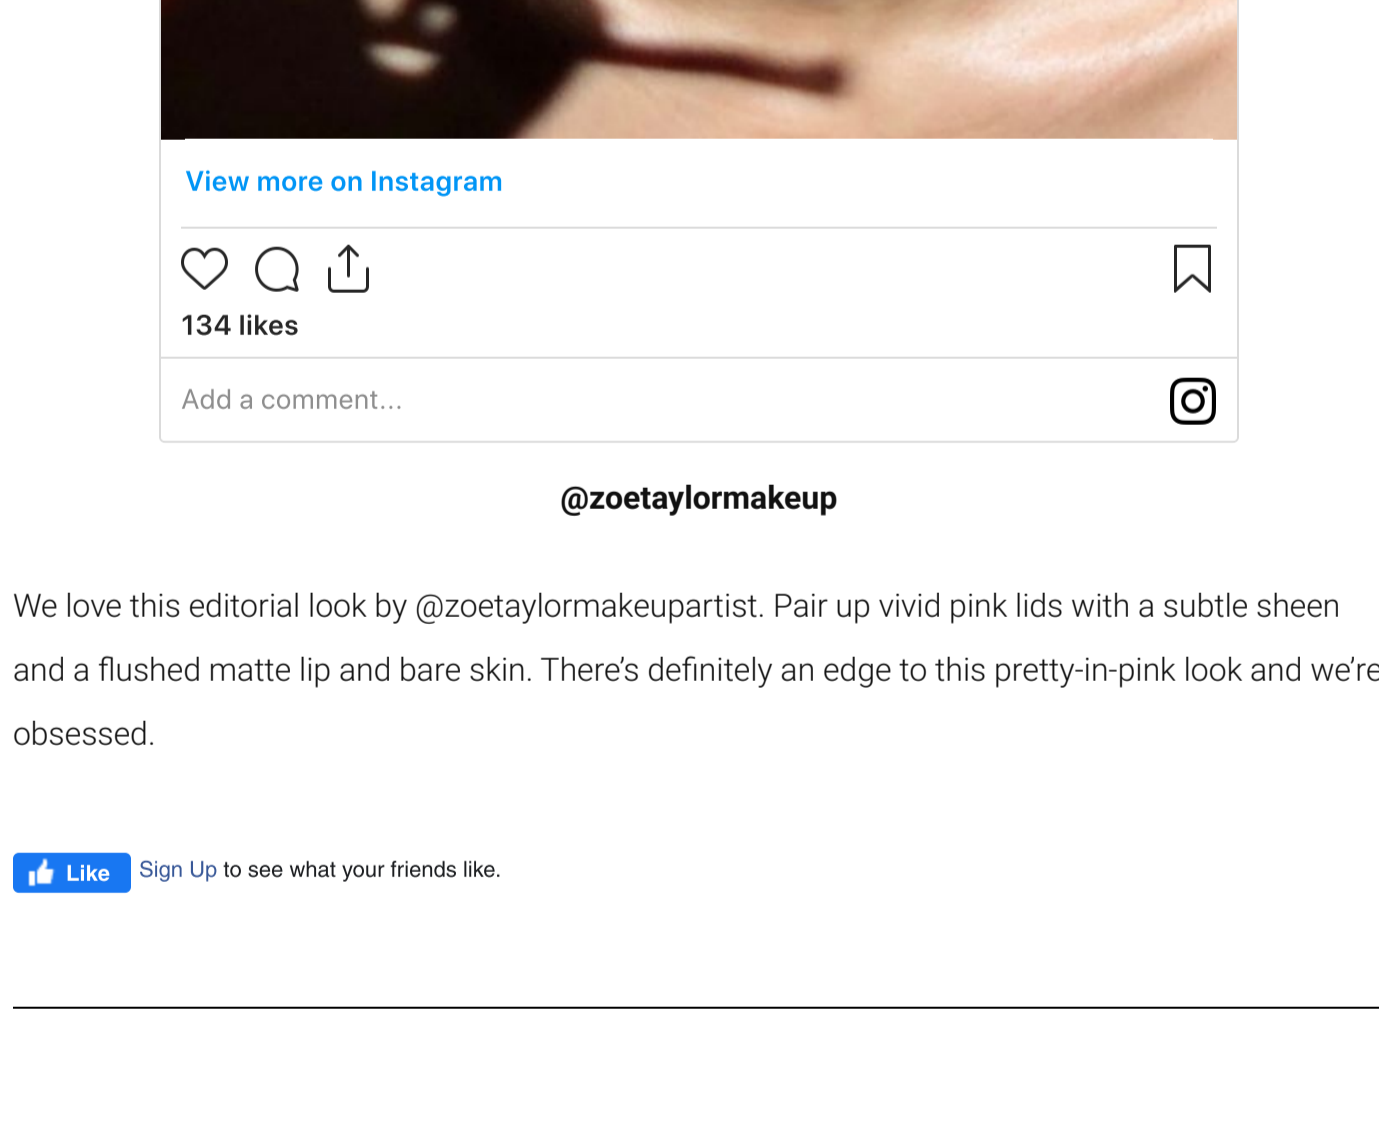 View more on Instagram
134 likes
Add a comment...
@zoetaylormakeup
We love this editorial look by @zoetaylormakeupartist. Pair up vivid pink lids with a subtle sheen
and a flushed matte lip and bare skin. There’s definitely an edge to this pretty-in-pink look and we’re
obsessed.
Like Sign Up to see what your friends like.